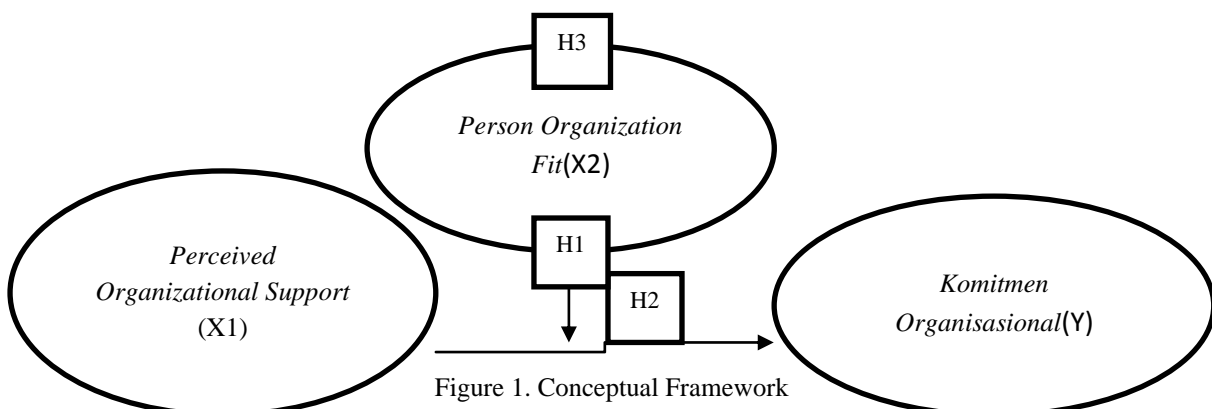 H3
Person Organization
Fit(X2)
H1
H2
Perceived
Organizational Support
(X1)
Komitmen
Organisasional(Y)
Figure 1. Conceptual Framework